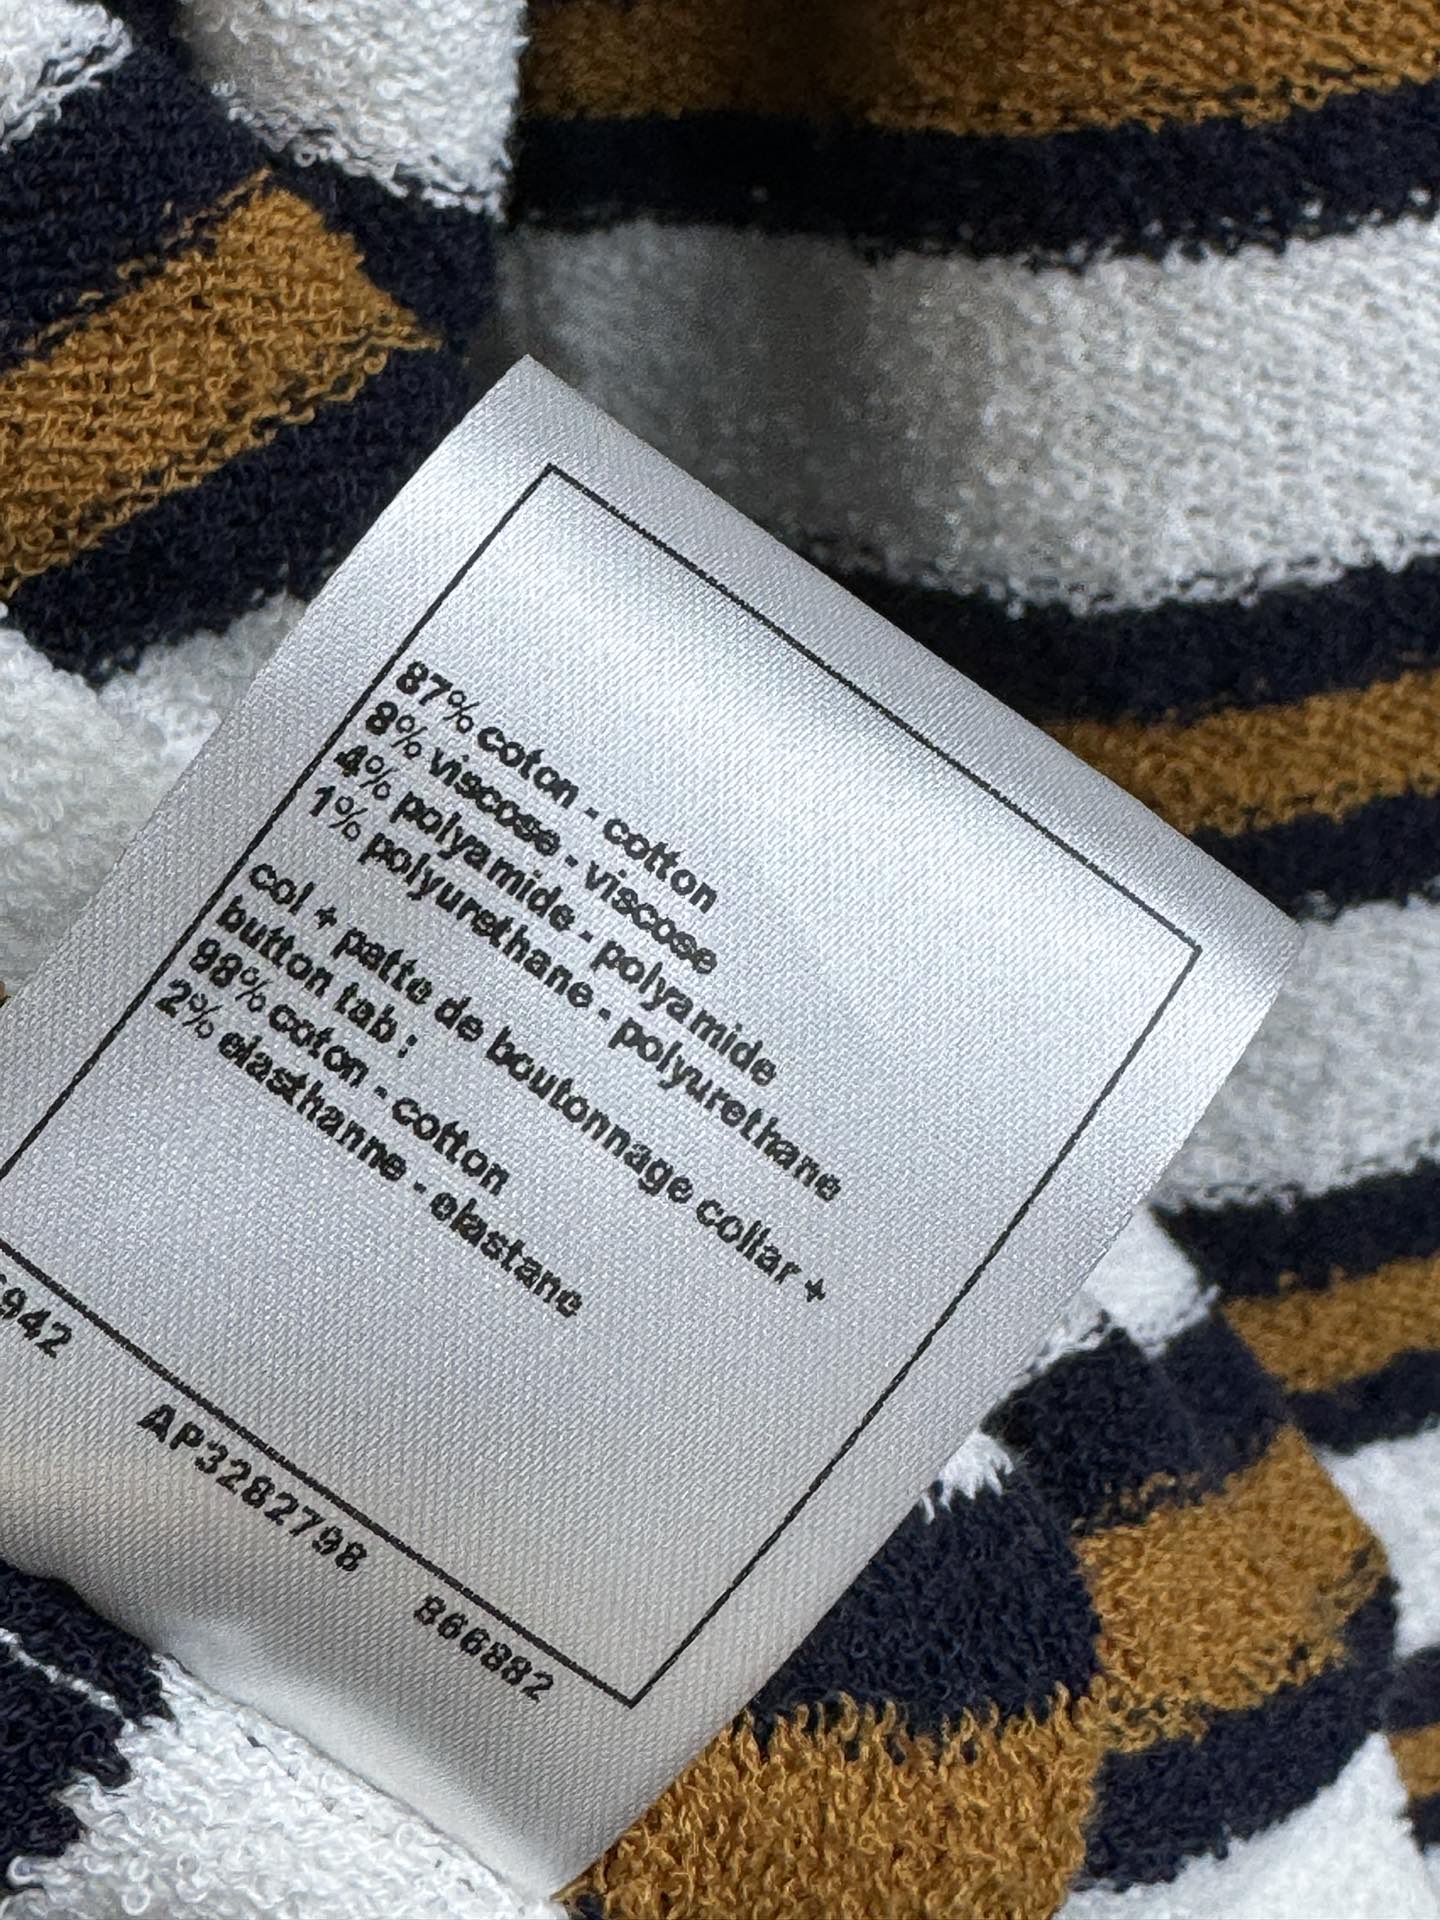 87% coton - cotton
8% viscose - viscose
4% polyamide - polyamide
1% polyurethane - polyurethane
col + patte de boutonnage collar +
button tab :
98% coton - cotton
2% elasthanne - elastane
942 AP3282798 866882